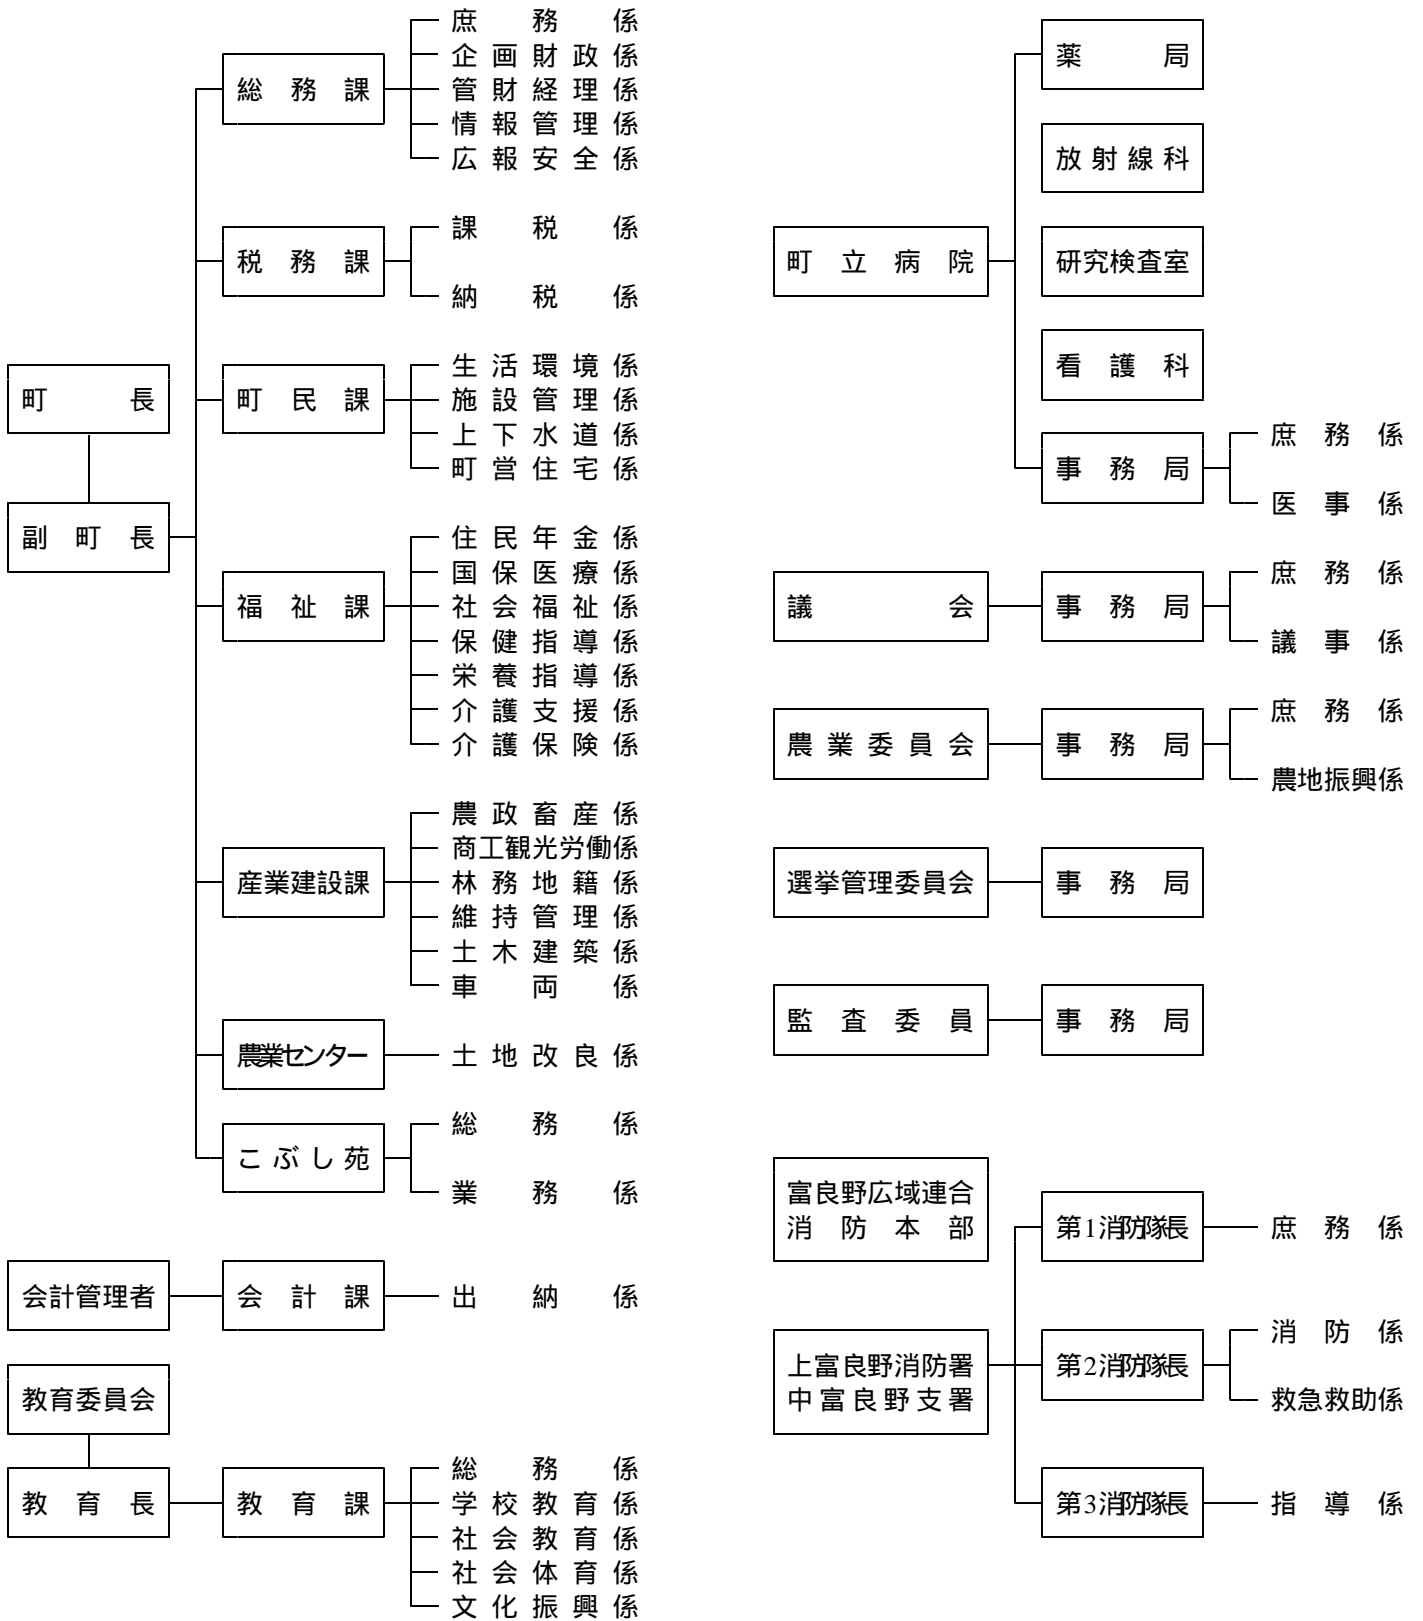 町長
副町長
総務課
庶務係
企画財政係
管財経理係
情報管理係
広報安全係
税務課
課税係
納税係
町民課
生活環境係
施設管理係
上下水道係
町営住宅係
福祉課
住民年金係
国保医療係
社会福祉係
保健指導係
栄養指導係
介護支援係
介護保険係
産業建設課
農政畜産係
商工観光労働係
林務地籍係
維持管理係
土木建築係
車両係
農業センター
土地改良係
こぶし苑
総務係
業務係
会計管理者
会計課
出納係
教育委員会
教育長
教育課
総務係
学校教育係
社会教育係
社会体育係
文化振興係
町立病院
薬局
放射線科
研究検査室
看護科
事務局
庶務係
医事係
議会
事務局
庶務係
議事係
農業委員会
事務局
庶務係
農地振興係
選挙管理委員会
事務局
監査委員
事務局
富良野広域連合
消防本部
上富良野消防署
中富良野支署
第1消防隊長
庶務係
第2消防隊長
消防係
救急救助係
第3消防隊長
指導係